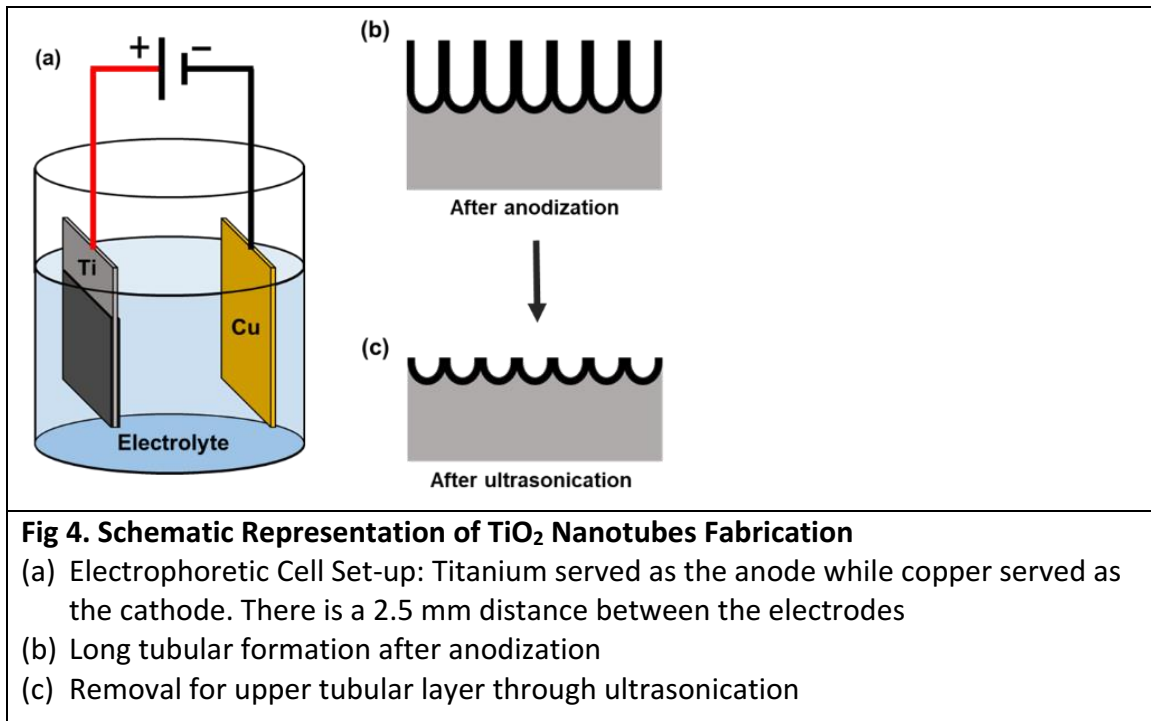 (a)
+ −
Ti
Cu
Electrolyte
(b)
After anodization
(c)
After ultrasonication
Fig 4. Schematic Representation of TiO₂ Nanotubes Fabrication
(a) Electrophoretic Cell Set-up: Titanium served as the anode while copper served as
the cathode. There is a 2.5 mm distance between the electrodes
(b) Long tubular formation after anodization
(c) Removal for upper tubular layer through ultrasonication